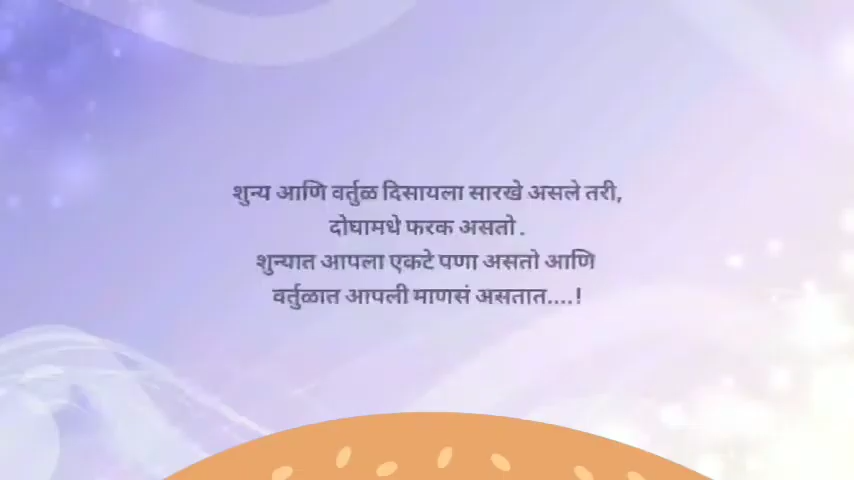 शुन्य आणि वर्तुळ दिसायला सारखे असले तरी,
दोघामधे फरक असतो .
शुन्यात आपला एकटे पणा असतो आणि
वर्तुळात आपली माणसं असतात....!